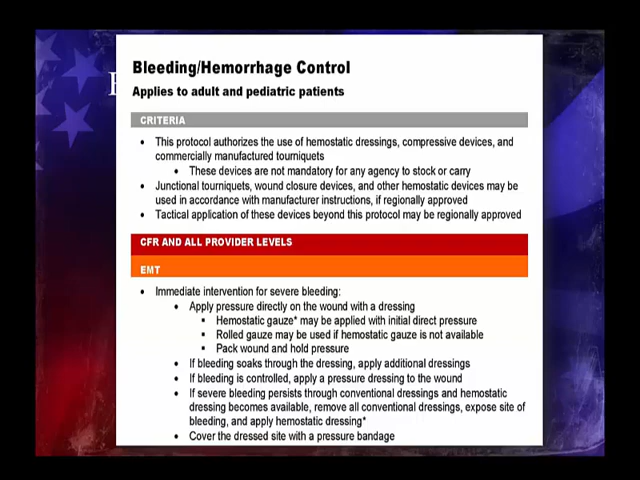 Bleeding/Hemorrhage Control
Applies to adult and pediatric patients
CRITERIA
• This protocol authorizes the use of hemostatic dressings, compressive devices, and
commercially manufactured tourniquets
• These devices are not mandatory for any agency to stock or carry
• Junctional tourniquets, wound closure devices, and other hemostatic devices may be
used in accordance with manufacturer instructions, if regionally approved
• Tactical application of these devices beyond this protocol may be regionally approved
CFR AND ALL PROVIDER LEVELS
EMT
• Immediate intervention for severe bleeding:
• Apply pressure directly on the wound with a dressing
▪ Hemostatic gauze* may be applied with initial direct pressure
▪ Rolled gauze may be used if hemostatic gauze is not available
▪ Pack wound and hold pressure
• If bleeding soaks through the dressing, apply additional dressings
• If bleeding is controlled, apply a pressure dressing to the wound
• If severe bleeding persists through conventional dressings and hemostatic
dressing becomes available, remove all conventional dressings, expose site of
bleeding, and apply hemostatic dressing*
• Cover the dressed site with a pressure bandage